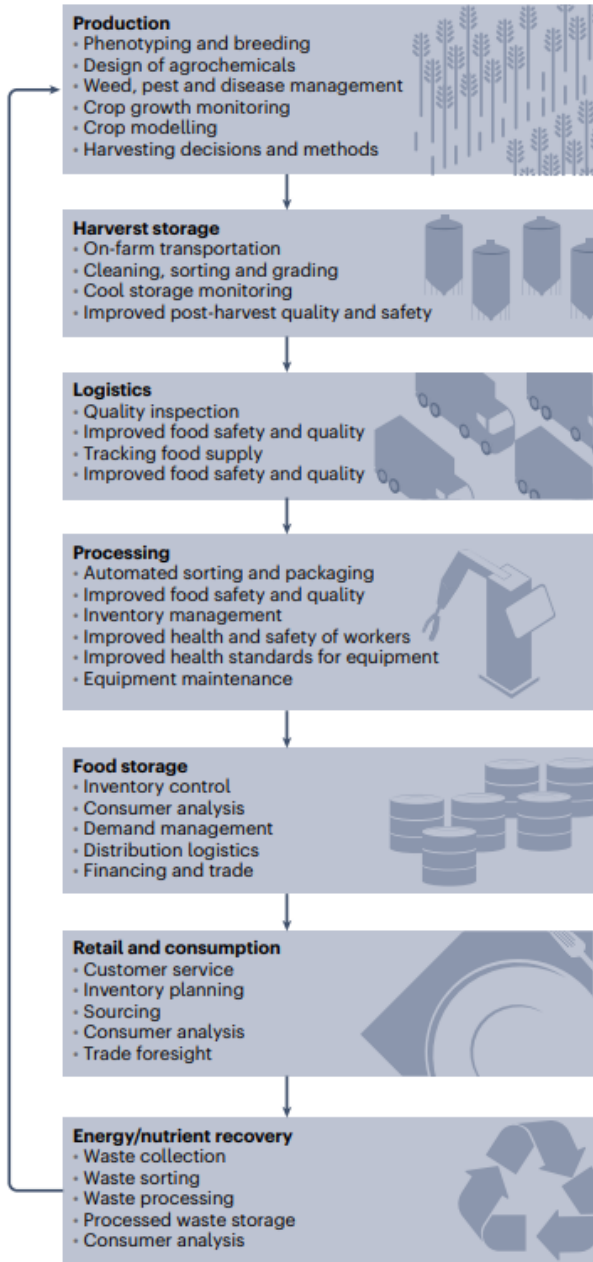 Production
• Phenotyping and breeding
• Design of agrochemicals
• Weed, pest and disease management
• Crop growth monitoring
• Crop modelling
• Harvesting decisions and methods
Harverst storage
• On-farm transportation
• Cleaning, sorting and grading
• Cool storage monitoring
• Improved post-harvest quality and safety
Logistics
• Quality inspection
• Improved food safety and quality
• Tracking food supply
• Improved food safety and quality
Processing
• Automated sorting and packaging
• Improved food safety and quality
• Inventory management
• Improved health and safety of workers
• Improved health standards for equipment
• Equipment maintenance
Food storage
• Inventory control
• Consumer analysis
• Demand management
• Distribution logistics
• Financing and trade
Retail and consumption
• Customer service
• Inventory planning
• Sourcing
• Consumer analysis
• Trade foresight
Energy/nutrient recovery
• Waste collection
• Waste sorting
• Waste processing
• Processed waste storage
• Consumer analysis